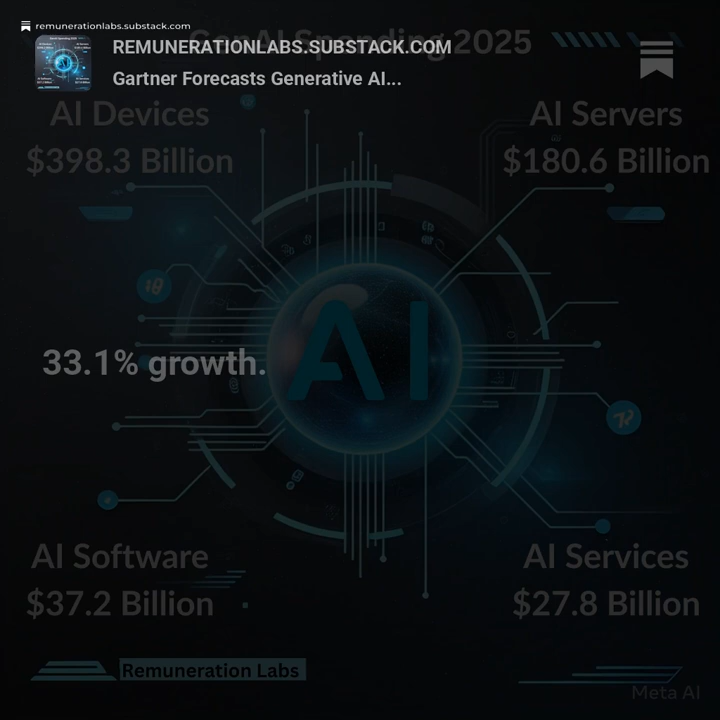 remunerationlabs.substack.com
GenAI Spending 2025
REMUNERATIONLABS.SUBSTACK.COM
Gartner Forecasts Generative AI...
AI Devices
$398.3 Billion
AI Servers
$180.6 Billion
33.1% growth.
AI
AI Software
$37.2 Billion
AI Services
$27.8 Billion
Remuneration Labs
Meta AI